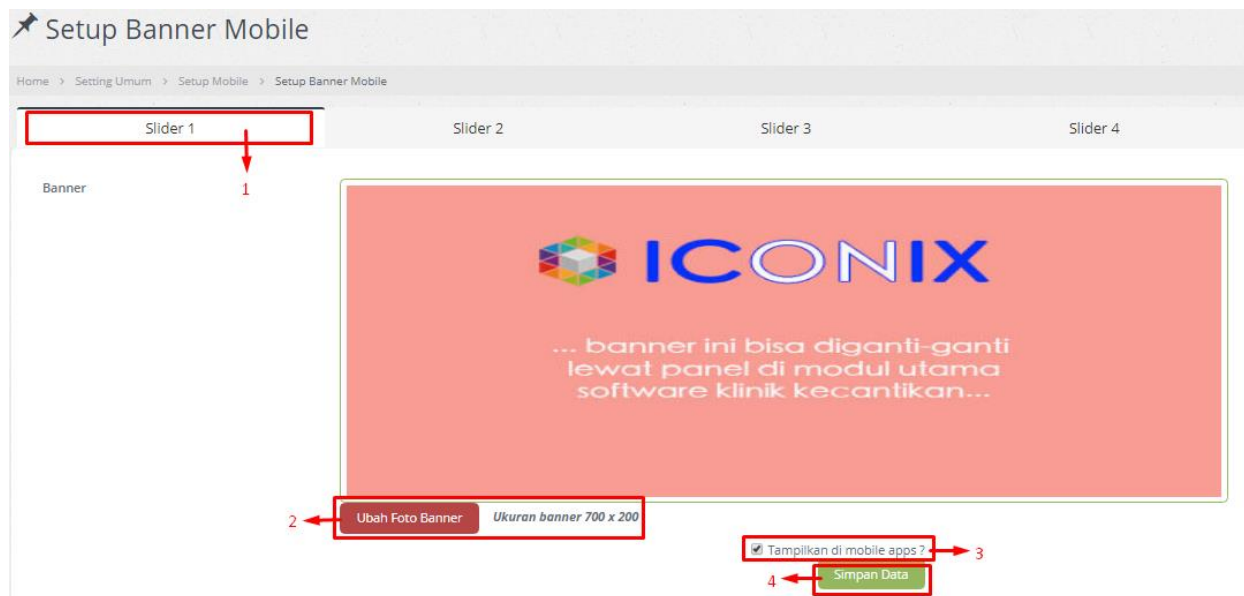 Setup Banner Mobile
Home > Setting Umum > Setup Mobile > Setup Banner Mobile
Slider 1 Slider 2 Slider 3 Slider 4
1
Banner
ICONIX
... banner ini bisa diganti-ganti
lewat panel di modul utama
software klinik kecantikan...
2 Ubah Foto Banner Ukuran banner 700 x 200
Tampilkan di mobile apps ? 3
4 Simpan Data